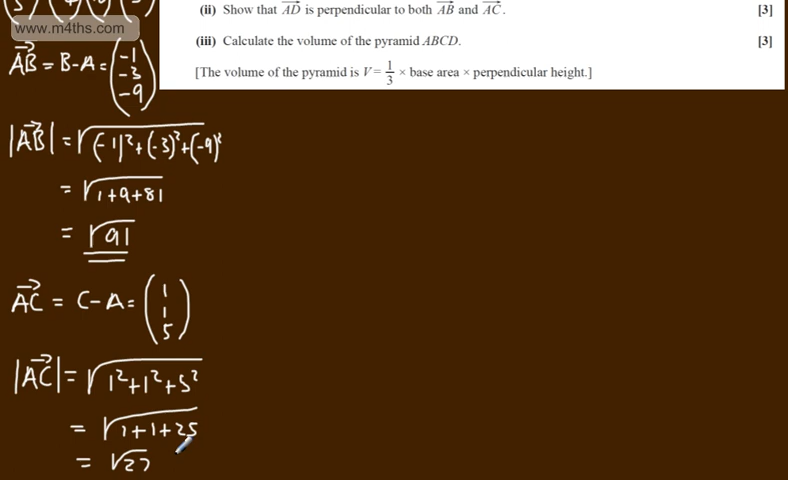 (ii) Show that AD is perpendicular to both AB and AC. [3]
www.m4ths.com
(iii) Calculate the volume of the pyramid ABCD. [3]
[The volume of the pyramid is V = 1/3 × base area × perpendicular height.]
AB = B-A = (-1 -3 -9)
|AB| = √(-1)²+(-3)²+(-9)²
= √1+9+81
= √91
AC = C-A = (1 1 5)
|AC| = √1²+1²+5²
= √1+1+25
= √27